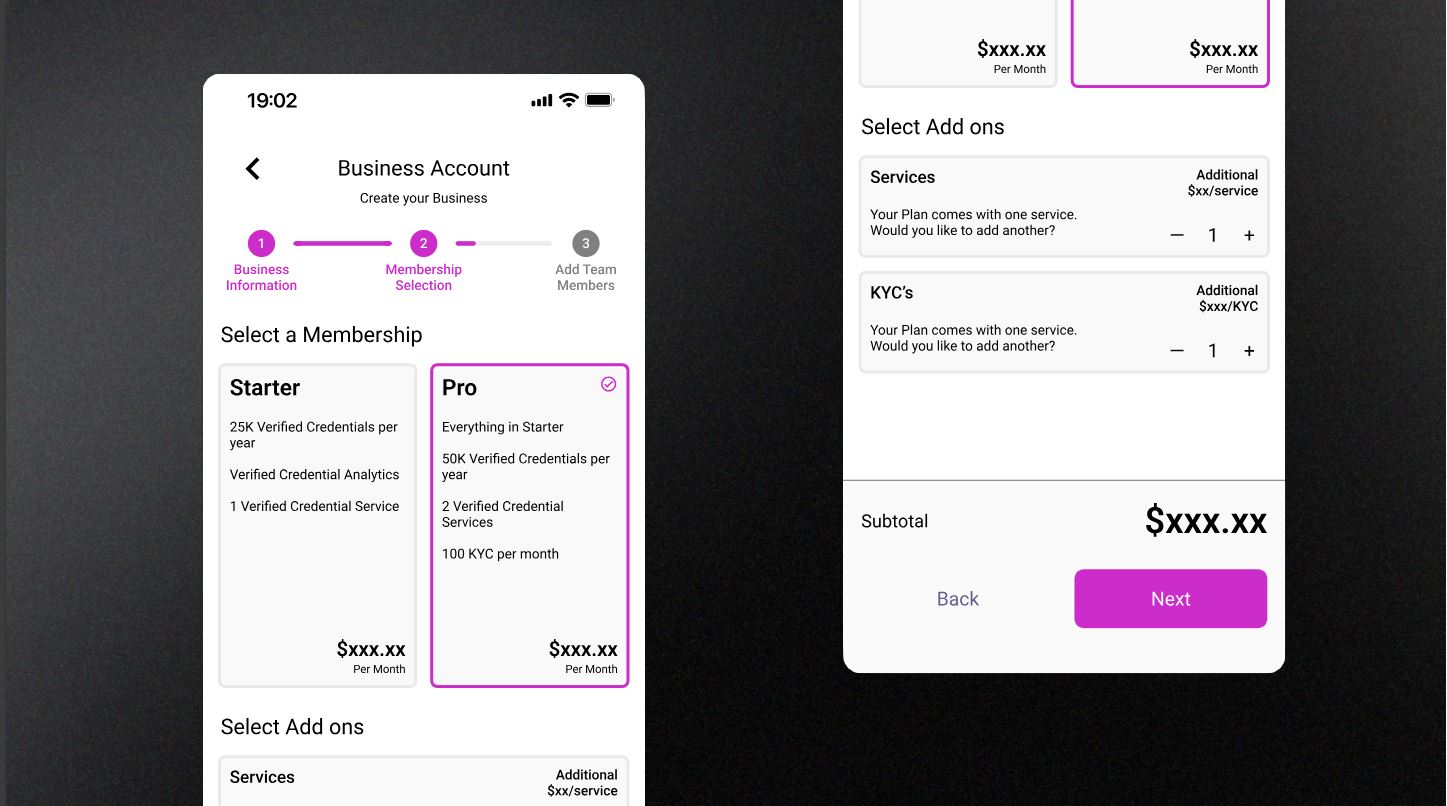 19:02
Business Account
Create your Business
1
2
3
Business
Information
Membership
Selection
Add Team
Members
Select a Membership
Starter
25K Verified Credentials per
year
Verified Credential Analytics
1 Verified Credential Service
$xxx.xx
Per Month
Pro
Everything in Starter
50K Verified Credentials per
year
2 Verified Credential
Services
100 KYC per month
$xxx.xx
Per Month
Select Add ons
Services
Additional
$xx/service
$xxx.xx
Per Month
$xxx.xx
Per Month
Select Add ons
Services
Additional
$xx/service
Your Plan comes with one service.
Would you like to add another?
— 1 +
KYC’s
Additional
$xxx/KYC
Your Plan comes with one service.
Would you like to add another?
— 1 +
Subtotal
$xxx.xx
Back
Next